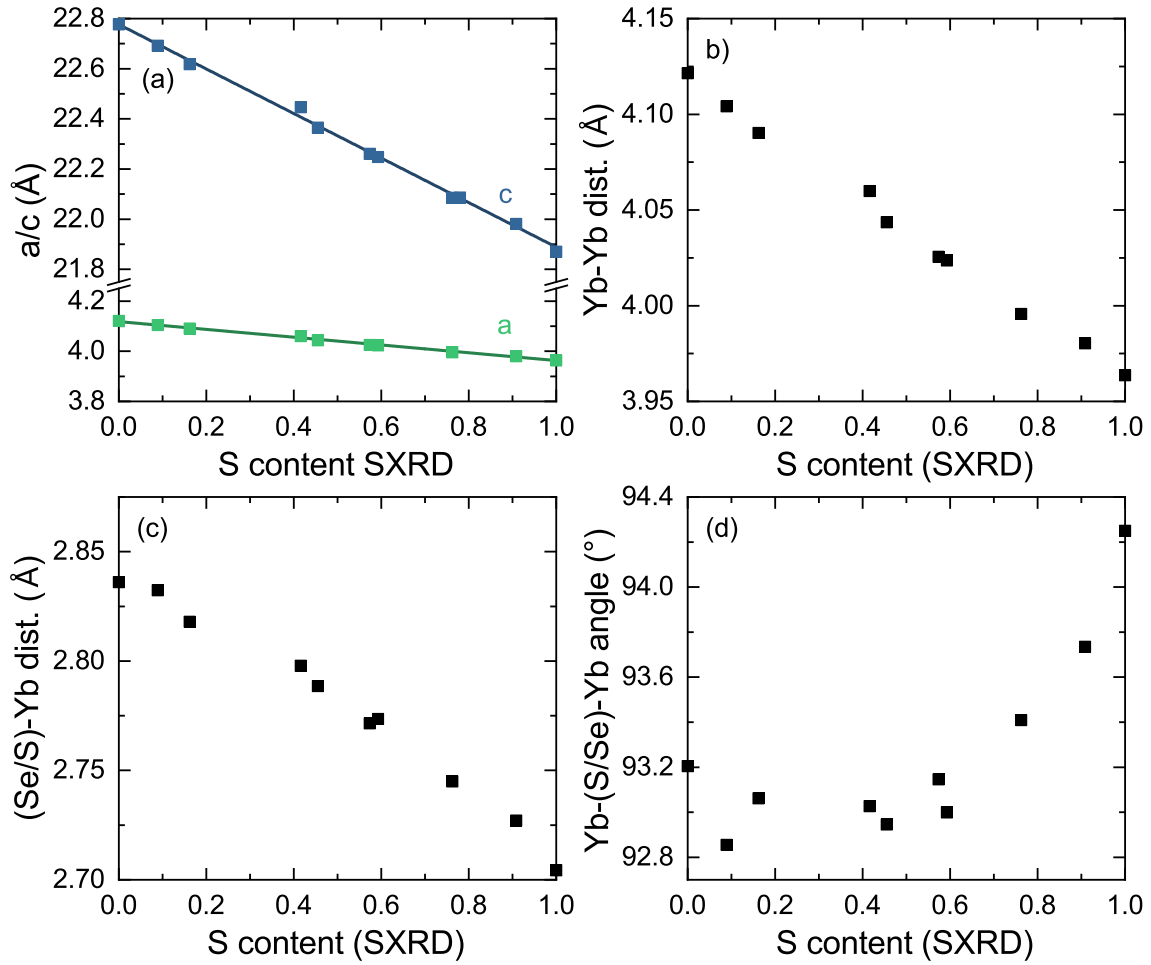 22.8
22.6
22.4
22.2
22.0
21.8
4.2
4.0
3.8
a/c (Å)
(a)
c
a
0.0 0.2 0.4 0.6 0.8 1.0
S content SXRD
4.15
4.10
4.05
4.00
3.95
Yb-Yb dist. (Å)
b)
0.0 0.2 0.4 0.6 0.8 1.0
S content (SXRD)
2.85
2.80
2.75
2.70
(Se/S)-Yb dist. (Å)
(c)
0.0 0.2 0.4 0.6 0.8 1.0
S content (SXRD)
94.4
94.0
93.6
93.2
92.8
Yb-(S/Se)-Yb angle (°)
(d)
0.0 0.2 0.4 0.6 0.8 1.0
S content (SXRD)